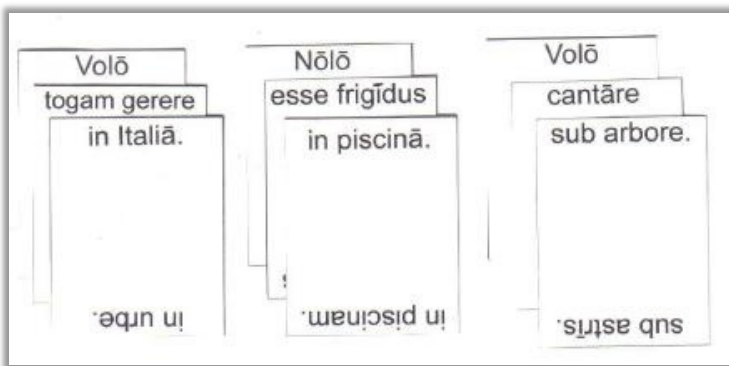 Volō
togam gerere
in Italiā.
in urbe.
Nōlō
esse frigīdus
in piscinā.
in piscinam.
Volō
cantāre
sub arbore.
sub astrīs.